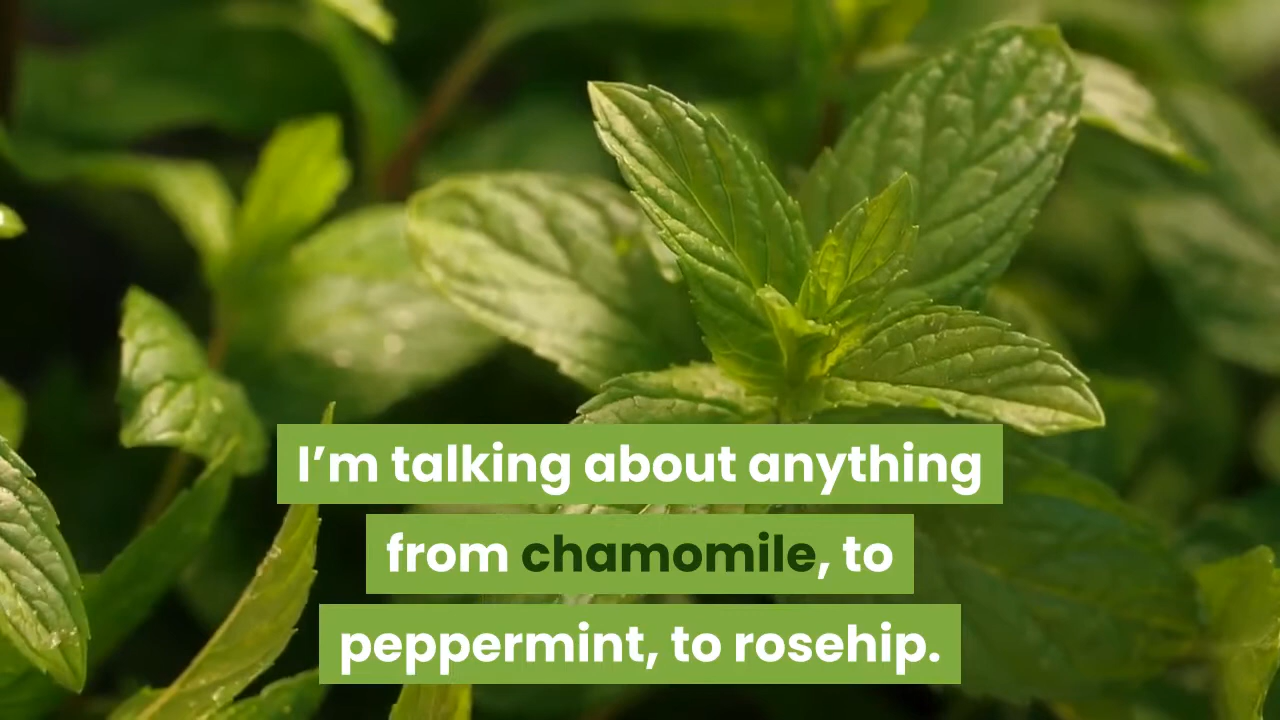 I’m talking about anything
from chamomile, to
peppermint, to rosehip.